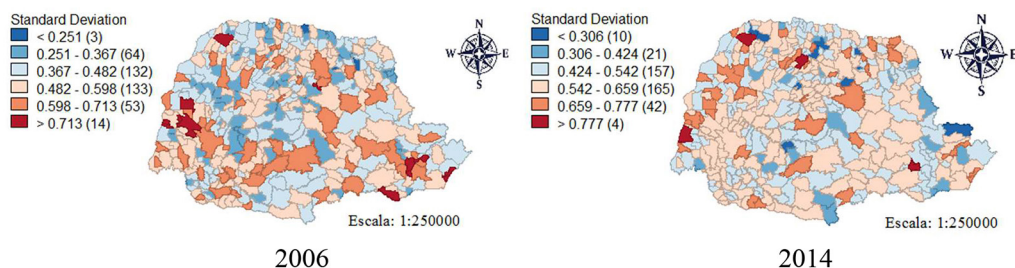 Standard Deviation
< 0.251 (3)
0.251 - 0.367 (64)
0.367 - 0.482 (132)
0.482 - 0.598 (133)
0.598 - 0.713 (53)
> 0.713 (14)
N
W E
S
Escala: 1:250000
2006
Standard Deviation
< 0.306 (10)
0.306 - 0.424 (21)
0.424 - 0.542 (157)
0.542 - 0.659 (165)
0.659 - 0.777 (42)
> 0.777 (4)
N
W E
S
Escala: 1:250000
2014